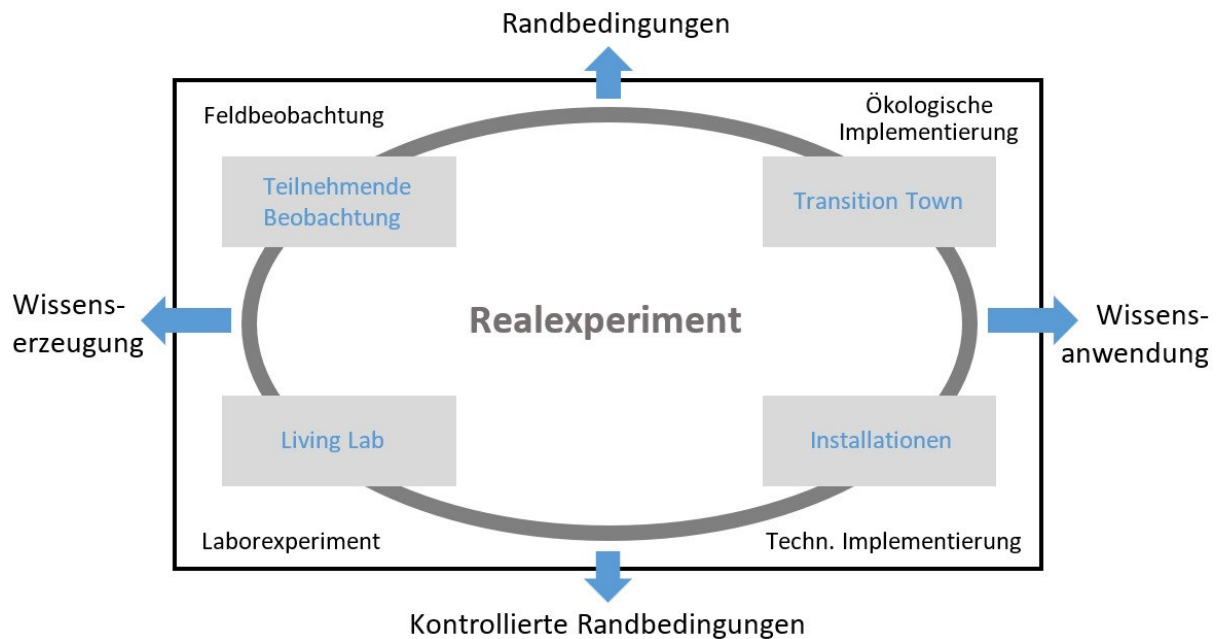 Randbedingungen
Feldbeobachtung
Ökologische
Implementierung
Teilnehmende
Beobachtung
Transition Town
Wissens-
erzeugung
Realexperiment
Wissens-
anwendung
Living Lab
Installationen
Laborexperiment
Techn. Implementierung
Kontrollierte Randbedingungen